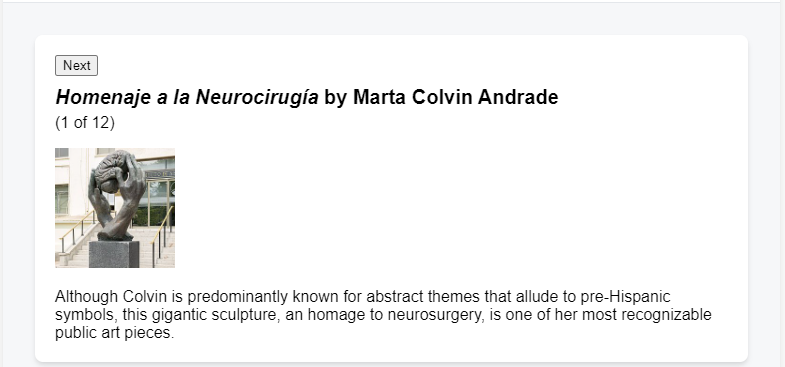 Next
Homenaje a la Neurocirugía by Marta Colvin Andrade
(1 of 12)
Although Colvin is predominantly known for abstract themes that allude to pre-Hispanic
symbols, this gigantic sculpture, an homage to neurosurgery, is one of her most recognizable
public art pieces.